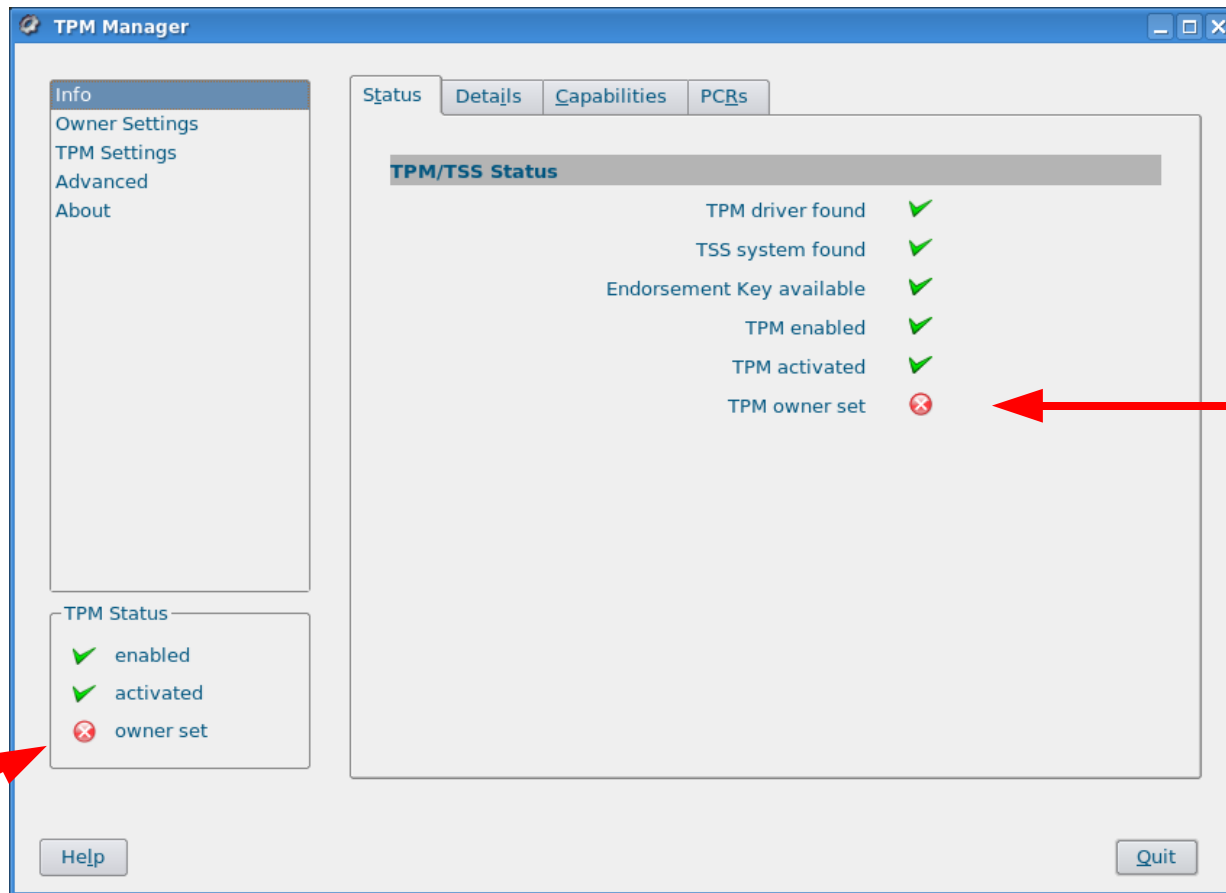 TPM Manager
Info
Owner Settings
TPM Settings
Advanced
About
Status Details Capabilities PCRs
TPM/TSS Status
TPM driver found
TSS system found
Endorsement Key available
TPM enabled
TPM activated
TPM owner set
TPM Status
enabled
activated
owner set
Help
Quit